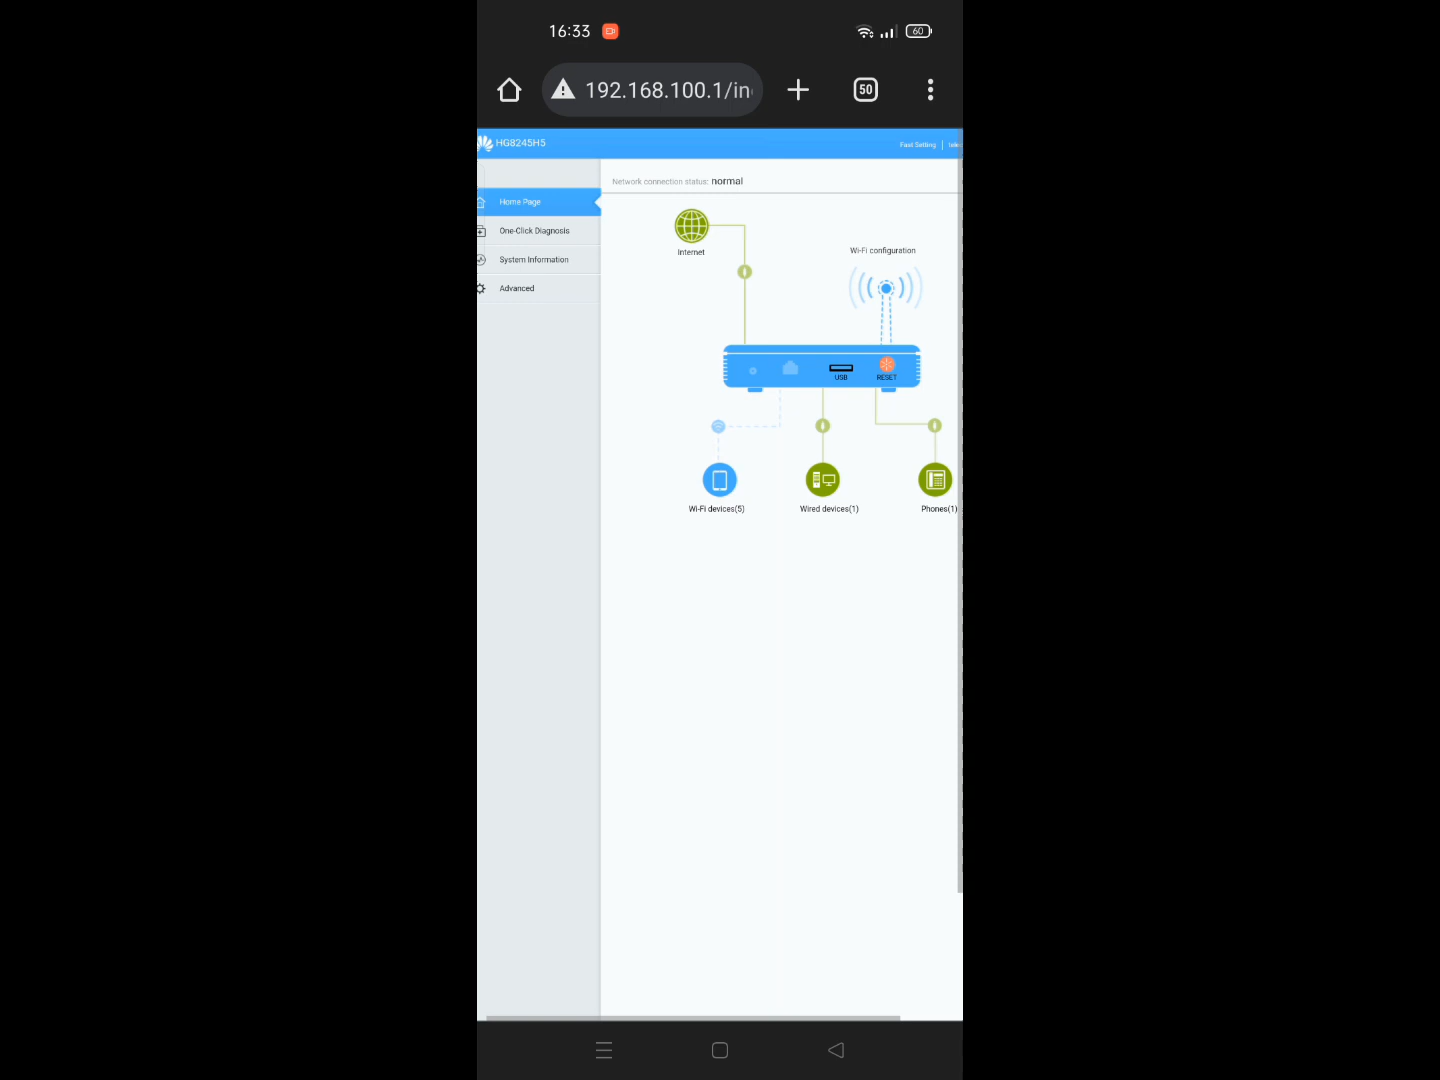 16:33
60
192.168.100.1/in
50
HG8245H5
Fast Setting
Network connection status: normal
Home Page
One-Click Diagnosis
System Information
Advanced
Internet
Wi-Fi configuration
USB
RESET
Wi-Fi devices(5)
Wired devices(1)
Phones(1)